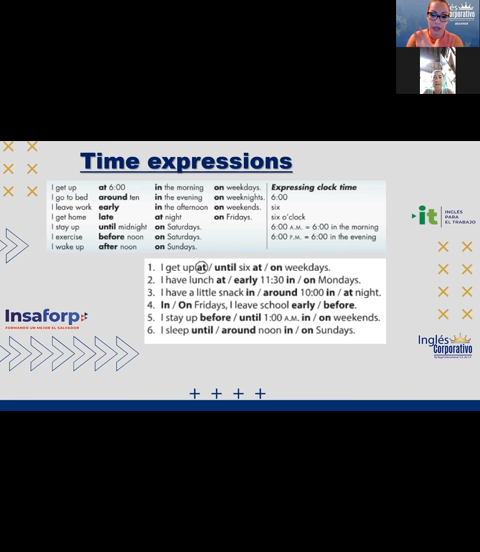 Inglés
Corporativo
Time expressions
I get up at 6:00 in the morning on weekdays. Expressing clock time
I go to bed around ten in the evening on weeknights. 6:00
I leave work early in the afternoon on weekends. six
I get home late at night on Fridays. six o'clock
I stay up until midnight on Saturdays. 6:00 A.M. = 6:00 in the morning
I exercise before noon on Saturdays. 6:00 P.M. = 6:00 in the evening
I wake up after noon on Sundays.
1. I get up at / until six at / on weekdays.
2. I have lunch at / early 11:30 in / on Mondays.
3. I have a little snack in / around 10:00 in / at night.
4. In / On Fridays, I leave school early / before.
5. I stay up before / until 1:00 A.M. in / on weekends.
6. I sleep until / around noon in / on Sundays.
it INGLÉS
PARA
EL TRABAJO
Insaforp
FORMANDO UN MEJOR EL SALVADOR
Inglés
Corporativo